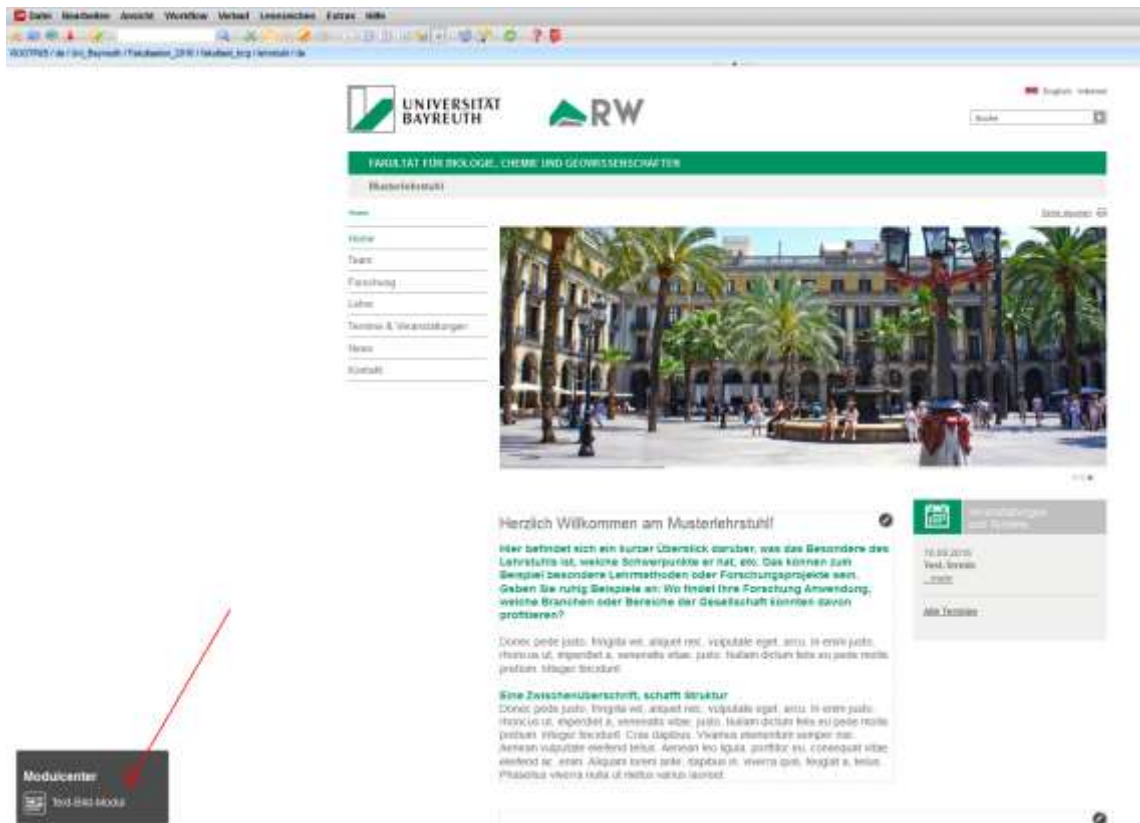 Datei Bearbeiten Ansicht Workflow Verlauf Lesezeichen Extras Hilfe
UNIVERSITÄT
BAYREUTH
RW
English Internet
Suche
FAKULTÄT FÜR BIOLOGIE, CHEMIE UND GEOWISSENSCHAFTEN
Musterlehrstuhl
Home
Seite drucken
Home
Team
Forschung
Lehre
Termine & Veranstaltungen
News
Kontakt
Herzlich Willkommen am Musterlehrstuhl!
Hier befindet sich ein kurzer Überblick darüber, was das Besondere des
Lehrstuhls ist, welche Schwerpunkte er hat, etc. Das können zum
Beispiel besondere Lehrmethoden oder Forschungsprojekte sein.
Geben Sie ruhig Beispiele an: Wo findet Ihre Forschung Anwendung,
welche Branchen oder Bereiche der Gesellschaft könnten davon
profitieren?
Donec pede justo, fringilla vel, aliquet nec, vulputate eget, arcu. In enim justo,
rhoncus ut, imperdiet a, venenatis vitae, justo. Nullam dictum felis eu pede mollis
pretium. Integer tincidunt
Eine Zwischenüberschrift, schafft Struktur
Donec pede justo, fringilla vel, aliquet nec, vulputate eget, arcu. In enim justo,
rhoncus ut, imperdiet a, venenatis vitae, justo. Nullam dictum felis eu pede mollis
pretium. Integer tincidunt. Cras dapibus. Vivamus elementum semper nisi.
Aenean vulputate eleifend tellus. Aenean leo ligula, porttitor eu, consequat vitae,
eleifend ac, enim. Aliquam lorem ante, dapibus in, viverra quis, feugiat a, tellus.
Phasellus viverra nulla ut metus varius laoreet.
Veranstaltungen
und Termine
Test-Termin
... mehr
Alle Termine
Modulcenter
Text-Bild-Modul